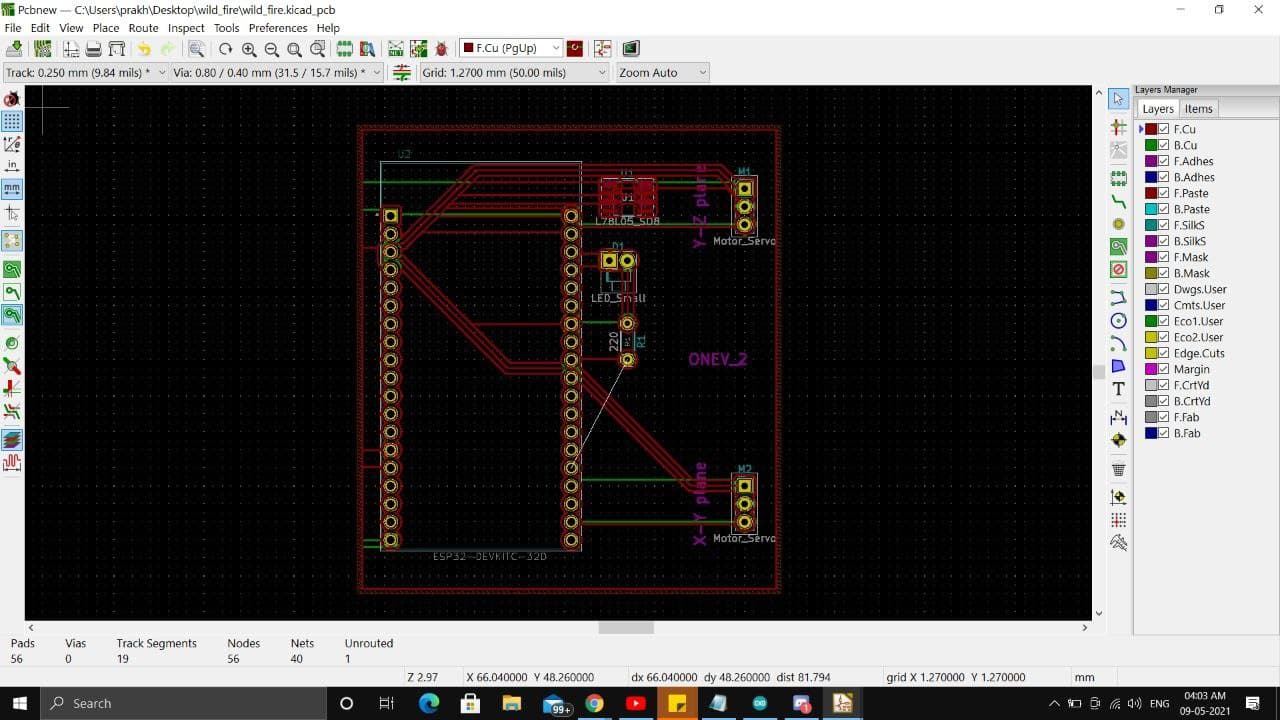 Pcbnew — C:\Users\prakh\Desktop\wild_fire\wild_fire.kicad_pcb
File Edit View Place Route Inspect Tools Preferences Help
F.Cu (PgUp)
Track: 0.250 mm (9.84 mils) * Via: 0.80 / 0.40 mm (31.5 / 15.7 mils) * Grid: 1.2700 mm (50.00 mils) Zoom Auto
Layers Manager
Layers Items
F.Cu
B.Cu
F.Adhes
B.Adhes
F.Paste
B.Paste
F.SilkS
B.SilkS
F.Mask
B.Mask
Dwgs.User
Cmts.User
Eco1.User
Eco2.User
Edge.Cuts
Margin
F.CrtYd
B.CrtYd
F.Fab
B.Fab
in
mm
U2
M1
Y-Z plane
L78L05_SO8
Motor_Servo
D1
LED_Small
220
R1
ONEV_2
M2
X-Y plane
Motor_Servo
ESP32-DEVKITC-32D
Pads Vias Track Segments Nodes Nets Unrouted
56 0 19 56 40 1
Z 2.97 X 66.040000 Y 48.260000 dx 66.040000 dy 48.260000 dist 81.794 grid X 1.270000 Y 1.270000 mm
Search
99+
ENG
04:03 AM
09-05-2021